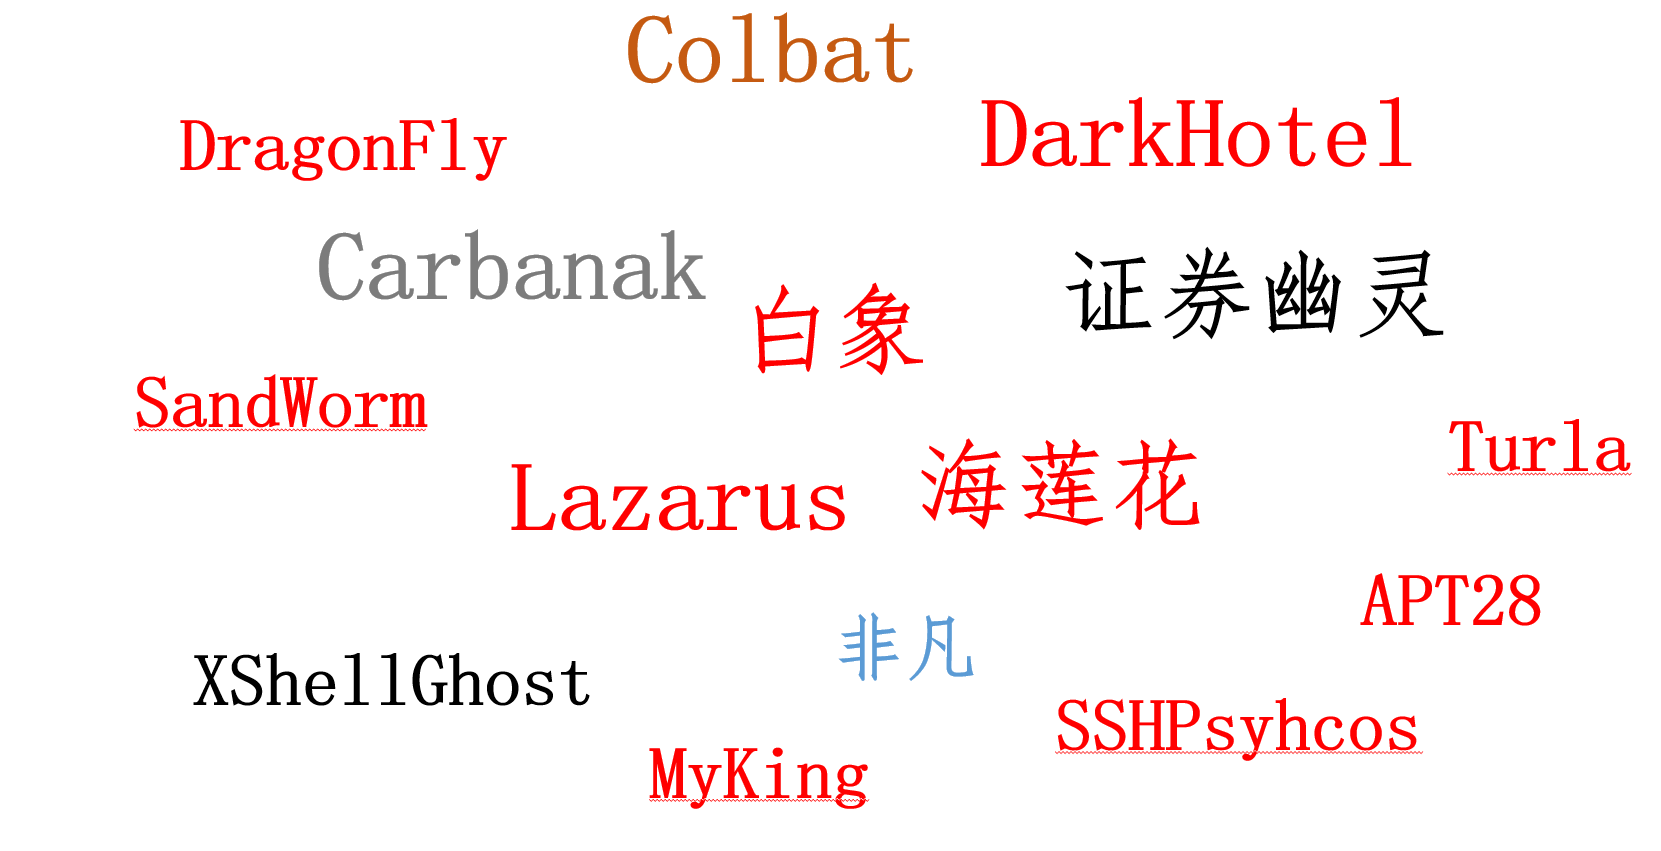 Colbat
DragonFly
DarkHotel
Carbanak
证券幽灵
白象
SandWorm
Turla
Lazarus
海莲花
APT28
非凡
XShellGhost
SSHPsyhcos
MyKing